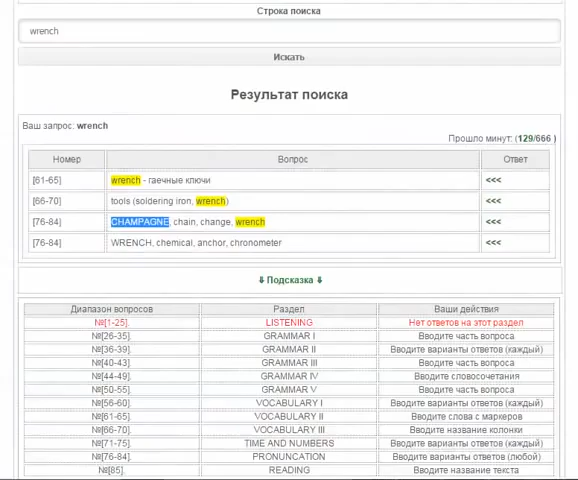 Строка поиска
wrench
Искать
Результат поиска
Ваш запрос: wrench
Прошло минут: (129/666 )
Номер Вопрос Ответ
[61-65] wrench - гаечные ключи <<<
[66-70] tools (soldering iron, wrench) <<<
[76-84] CHAMPAGNE, chain, change, wrench <<<
[76-84] WRENCH, chemical, anchor, chronometer <<<
⇓ Подсказка ⇓
Диапазон вопросов Раздел Ваши действия
№[1-25]. LISTENING Нет ответов на этот раздел
№[26-35]. GRAMMAR I Вводите часть вопроса
№[36-39]. GRAMMAR II Вводите варианты ответов (каждый)
№[40-43]. GRAMMAR III Вводите часть вопроса
№[44-49]. GRAMMAR IV Вводите словосочетания
№[50-55]. GRAMMAR V Вводите часть вопроса
№[56-60]. VOCABULARY I Вводите варианты ответов (каждый)
№[61-65]. VOCABULARY II Вводите слова с маркеров
№[66-70]. VOCABULARY III Вводите название колонки
№[71-75]. TIME AND NUMBERS Вводите варианты ответов (каждый)
№[76-84]. PRONUNCATION Вводите варианты ответов (любой)
№[85]. READING Вводите название текста